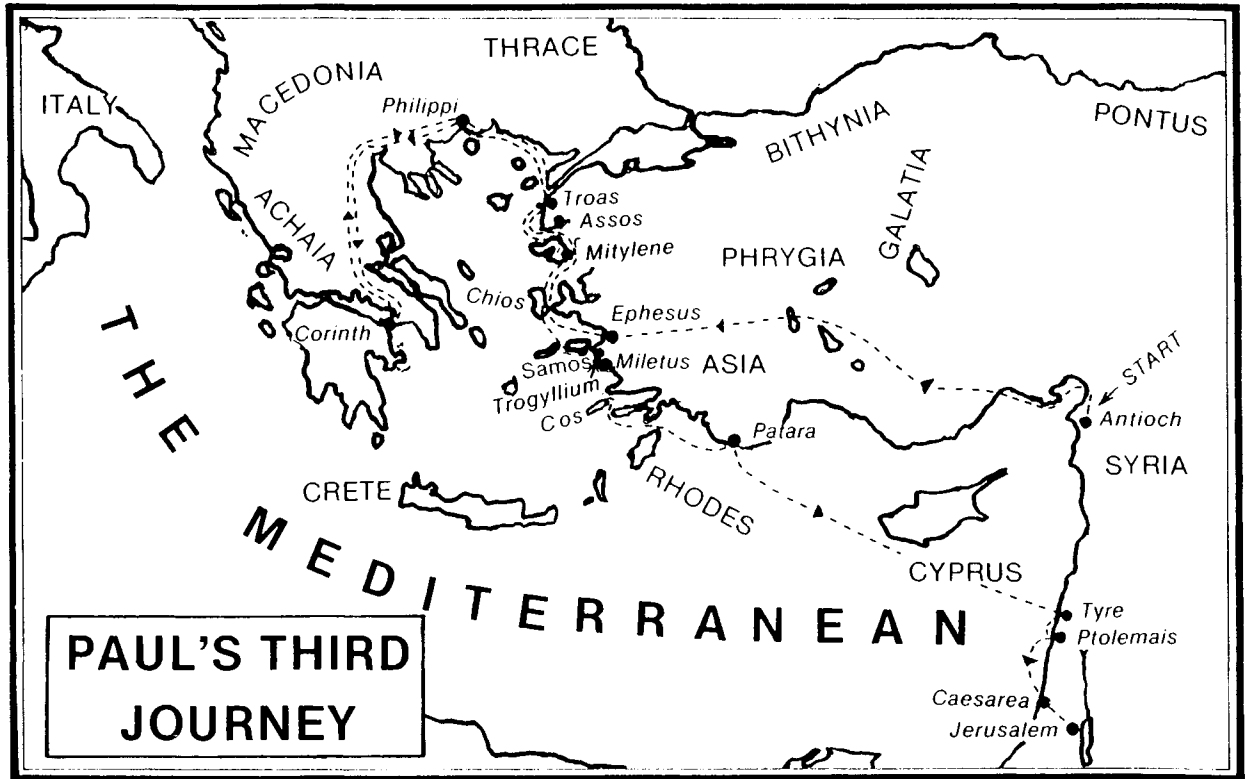 THRACE
MACEDONIA
ITALY
Philippi
BITHYNIA
PONTUS
GALATIA
ACHAIA
Troas
Assos
Mitylene
PHRYGIA
Chios
Ephesus
Corinth
Samos
Miletus
ASIA
Trogyllium
Cos
START
Antioch
Patara
SYRIA
CRETE
RHODES
CYPRUS
THE
MEDITERRANEAN
Tyre
Ptolemais
Caesarea
Jerusalem
PAUL'S THIRD
JOURNEY